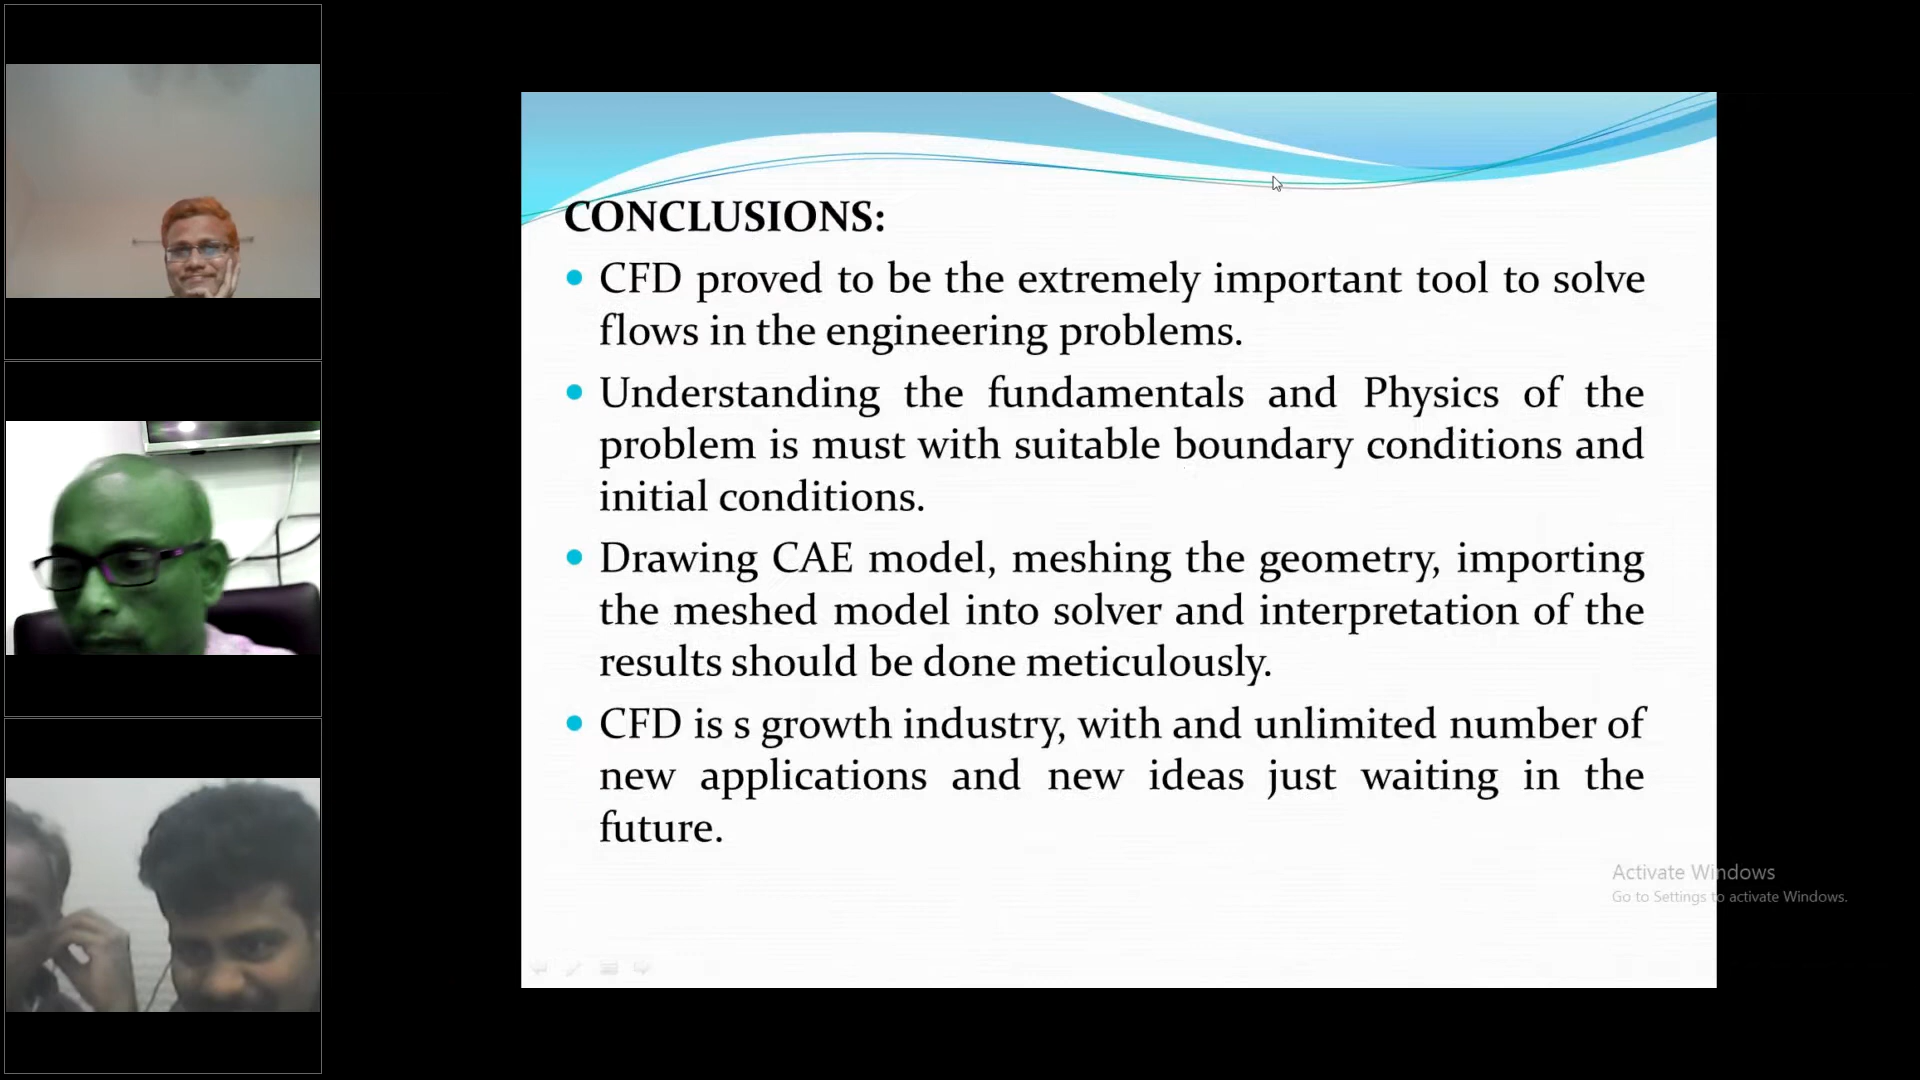 CONCLUSIONS:
CFD proved to be the extremely important tool to solve
flows in the engineering problems.
Understanding the fundamentals and Physics of the
problem is must with suitable boundary conditions and
initial conditions.
Drawing CAE model, meshing the geometry, importing
the meshed model into solver and interpretation of the
results should be done meticulously.
CFD is s growth industry, with and unlimited number of
new applications and new ideas just waiting in the
future.
Activate Windows
Go to Settings to activate Windows.